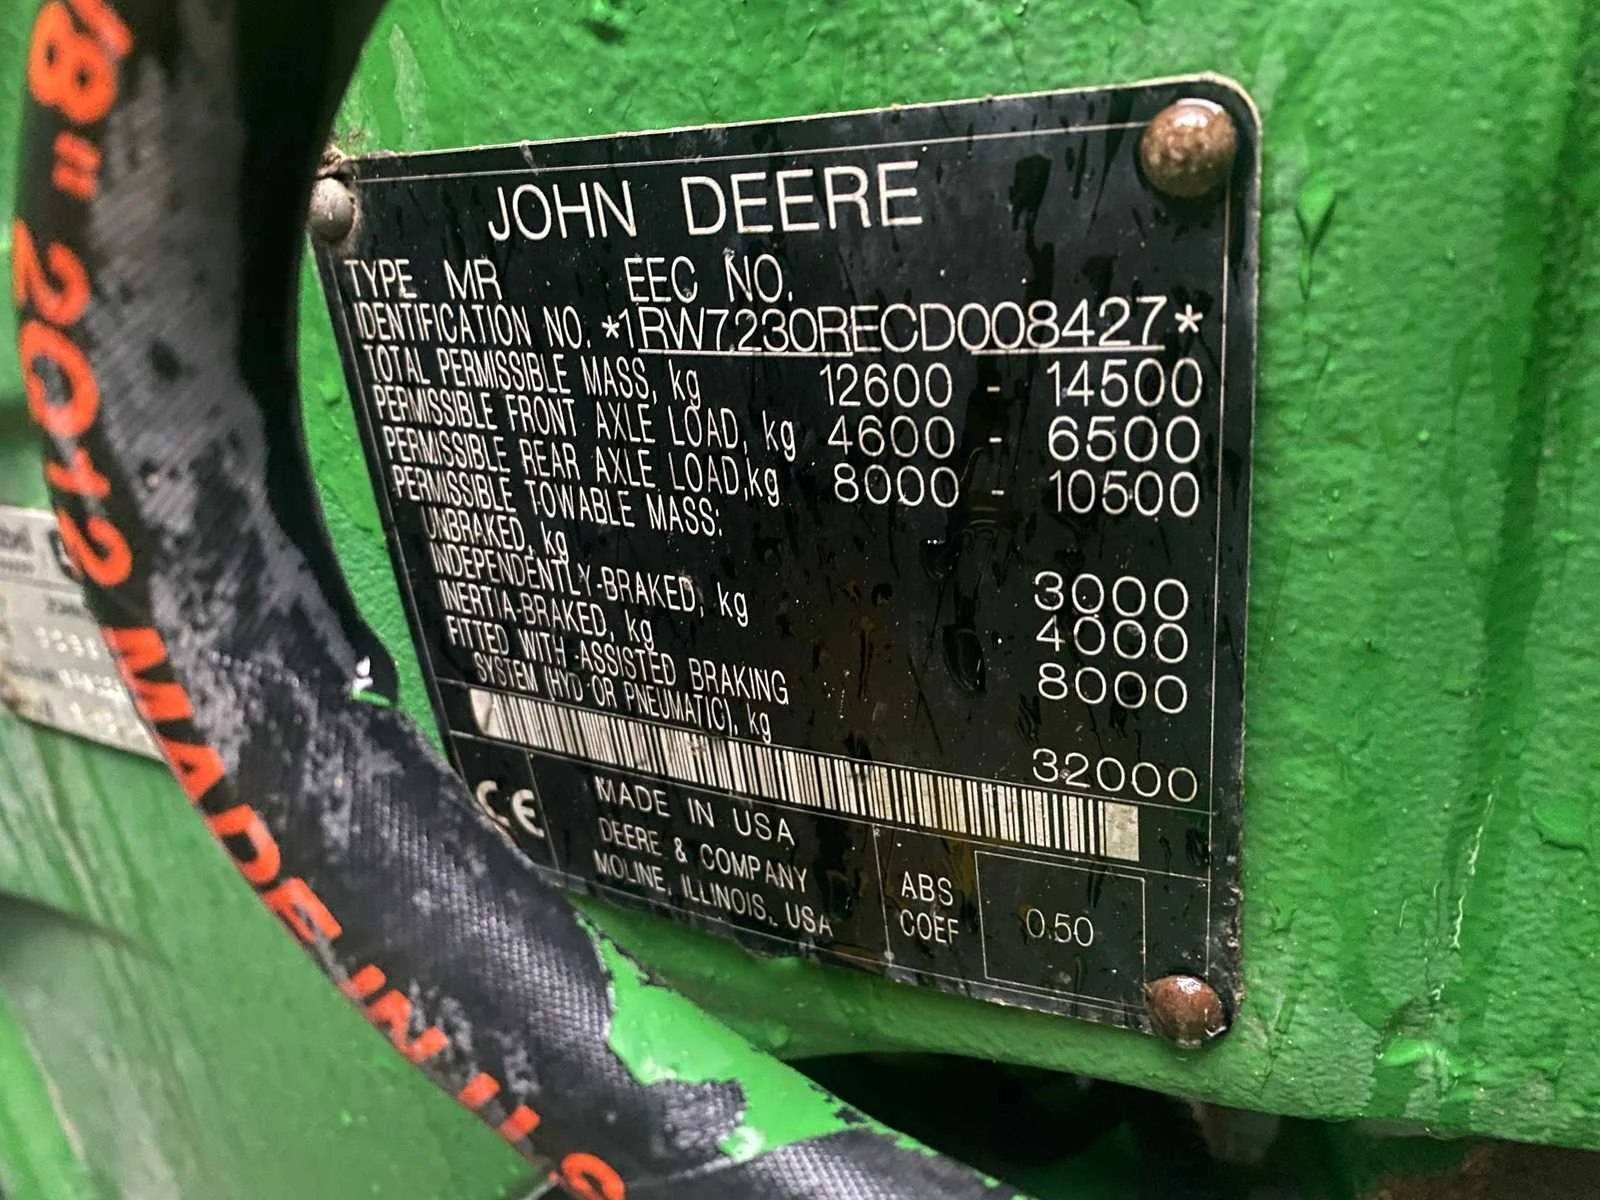 JOHN DEERE
TYPE MR EEC NO.
IDENTIFICATION NO. *1RW7230RECD008427*
TOTAL PERMISSIBLE MASS, kg 12600 - 14500
PERMISSIBLE FRONT AXLE LOAD, kg 4600 - 6500
PERMISSIBLE REAR AXLE LOAD,kg 8000 - 10500
PERMISSIBLE TOWABLE MASS:
UNBRAKED, kg 3000
INDEPENDENTLY-BRAKED, kg 4000
INERTIA-BRAKED, kg 8000
FITTED WITH ASSISTED BRAKING
SYSTEM (HYD OR PNEUMATIC), kg 32000
CE
MADE IN USA
DEERE & COMPANY
MOLINE, ILLINOIS, USA
ABS
COEF
0.50
8" 2012 MADE IN U